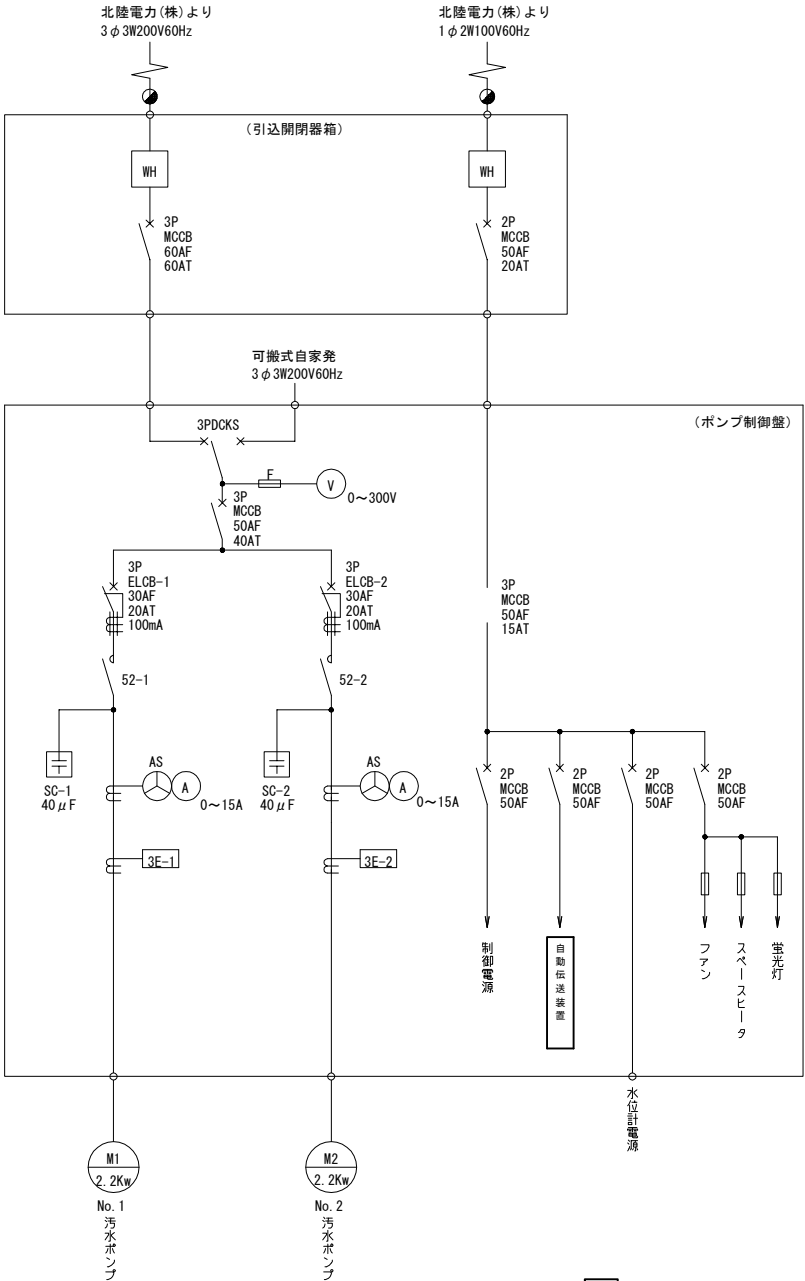 北陸電力(株)より
3φ3W200V60Hz
北陸電力(株)より
1φ2W100V60Hz
(引込開閉器箱)
WH
WH
3P
MCCB
60AF
60AT
2P
MCCB
50AF
20AT
可搬式自家発
3φ3W200V60Hz
(ポンプ制御盤)
3PDCKS
F
V
0～300V
3P
MCCB
50AF
40AT
3P
ELCB-1
30AF
20AT
100mA
3P
ELCB-2
30AF
20AT
100mA
3P
MCCB
50AF
15AT
52-1
52-2
SC-1
40μF
AS
A
0～15A
SC-2
40μF
AS
A
0～15A
2P
MCCB
50AF
2P
MCCB
50AF
2P
MCCB
50AF
2P
MCCB
50AF
3E-1
3E-2
制御電源
自動伝送装置
ファン
スペースヒータ
蛍光灯
水位計電源
M1
2.2Kw
No.1
汚水ポンプ
M2
2.2Kw
No.2
汚水ポンプ